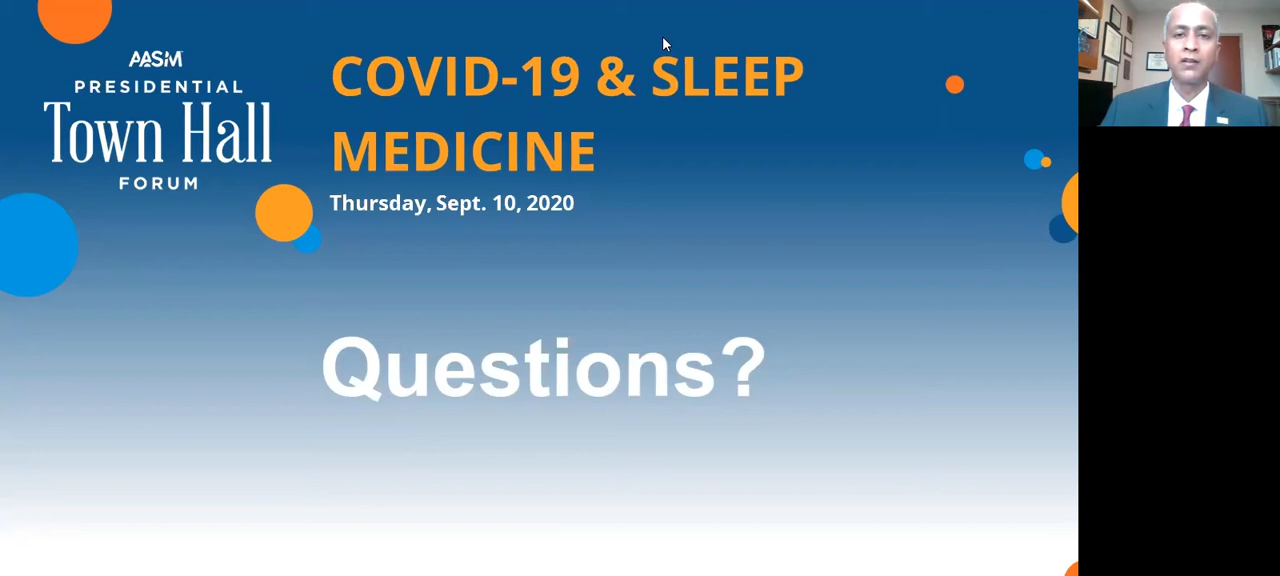 AASM
PRESIDENTIAL
Town Hall
FORUM
COVID-19 & SLEEP
MEDICINE
Thursday, Sept. 10, 2020
Questions?